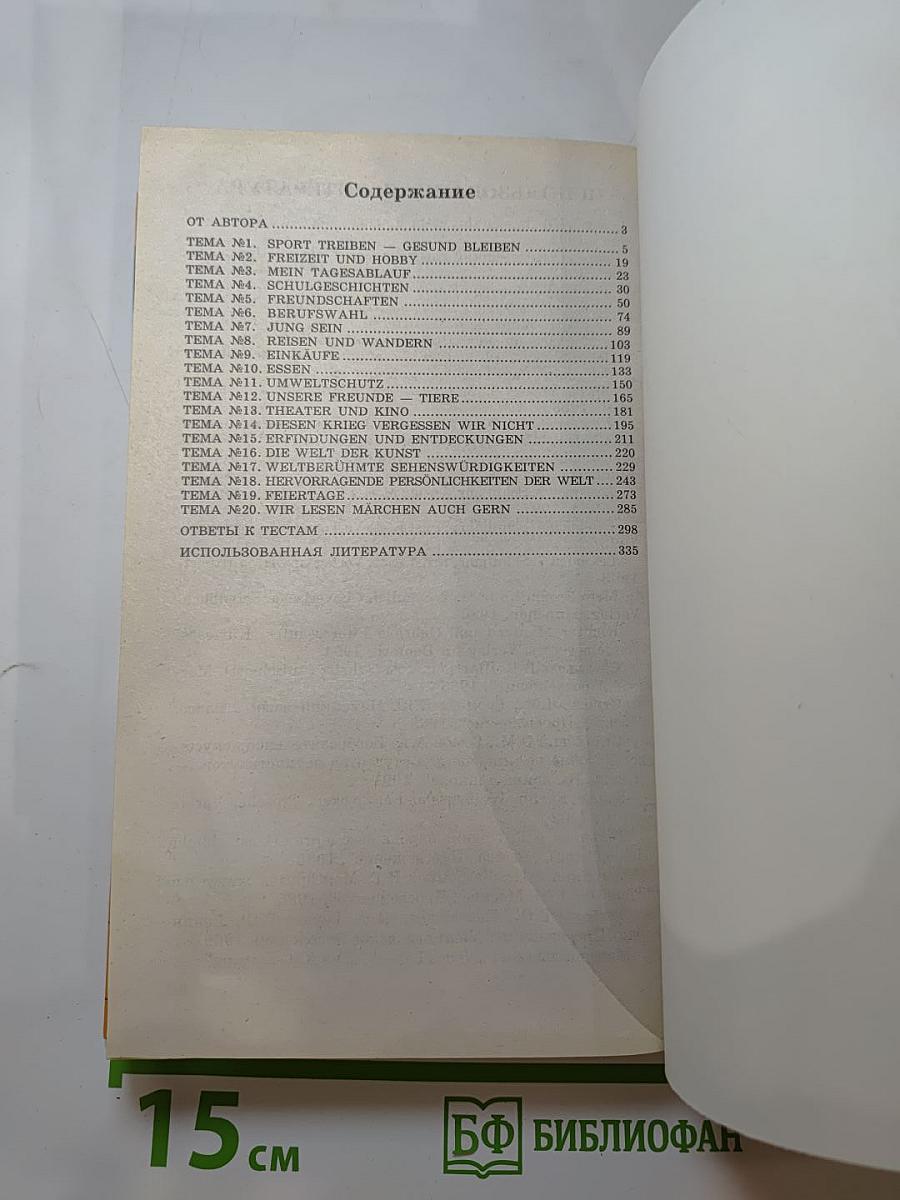 Содержание
ОТ АВТОРА 3
ТЕМА №1. SPORT TREIBEN — GESUND BLEIBEN 5
ТЕМА №2. FREIZEIT UND HOBBY 19
ТЕМА №3. MEIN TAGESABLAUF 23
ТЕМА №4. SCHULGESCHICHTEN 30
ТЕМА №5. FREUNDSCHAFTEN 50
ТЕМА №6. BERUFSWAHL 74
ТЕМА №7. JUNG SEIN 89
ТЕМА №8. REISEN UND WANDERN 103
ТЕМА №9. EINKÄUFE 119
ТЕМА №10. ESSEN 133
ТЕМА №11. UMWELTSCHUTZ 150
ТЕМА №12. UNSERE FREUNDE — TIERE 165
ТЕМА №13. THEATER UND KINO 181
ТЕМА №14. DIESEN KRIEG VERGESSEN WIR NICHT 195
ТЕМА №15. ERFINDUNGEN UND ENTDECKUNGEN 211
ТЕМА №16. DIE WELT DER KUNST 220
ТЕМА №17. WELTBERÜHMTE SEHENSWÜRDIGKEITEN 229
ТЕМА №18. HERVORRAGENDE PERSÖNLICHKEITEN DER WELT 243
ТЕМА №19. FEIERTAGE 273
ТЕМА №20. WIR LESEN MÄRCHEN AUCH GERN 285
ОТВЕТЫ К ТЕСТАМ 298
ИСПОЛЬЗОВАННАЯ ЛИТЕРАТУРА 335
15 см
БФ БИБЛИОФАН